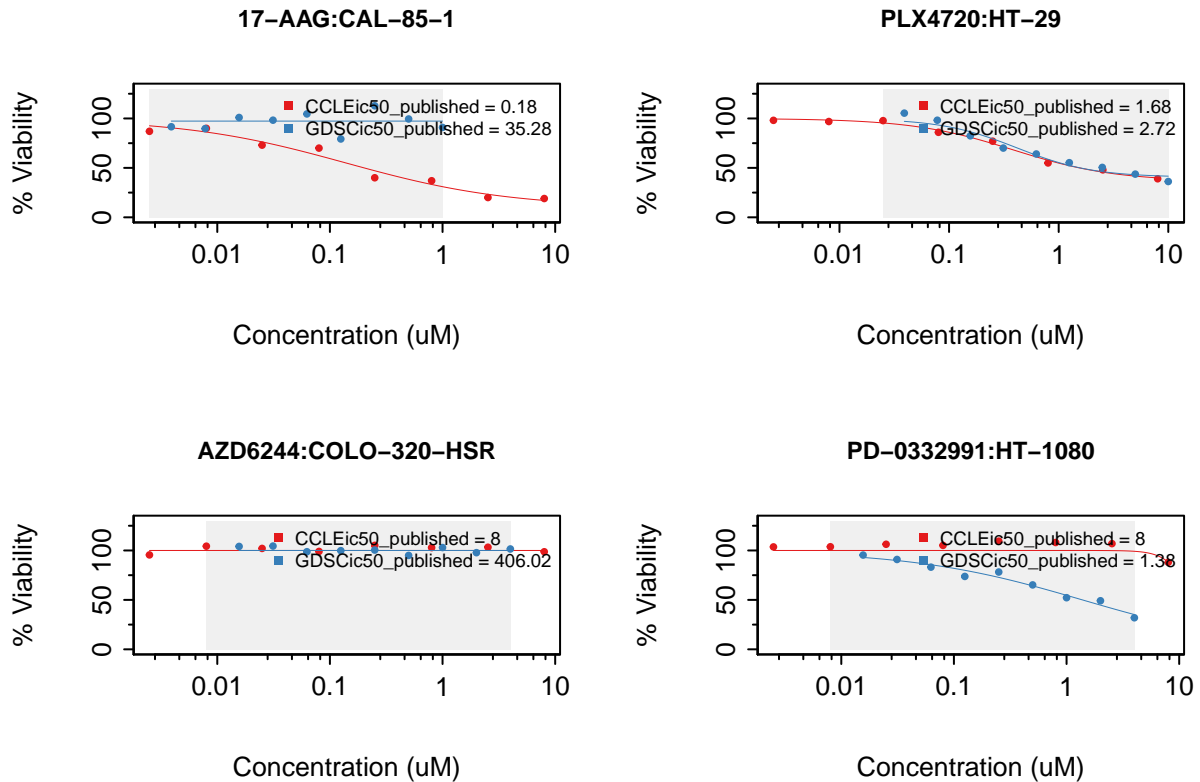 17−AAG:CAL−85−1
% Viability
0 50 100
CCLEic50_published = 0.18
GDSCic50_published = 35.28
0.01 0.1 1 10
Concentration (uM)
PLX4720:HT−29
% Viability
0 50 100
CCLEic50_published = 1.68
GDSCic50_published = 2.72
0.01 0.1 1 10
Concentration (uM)
AZD6244:COLO−320−HSR
% Viability
0 50 100
CCLEic50_published = 8
GDSCic50_published = 406.02
0.01 0.1 1 10
Concentration (uM)
PD−0332991:HT−1080
% Viability
0 50 100
CCLEic50_published = 8
GDSCic50_published = 1.38
0.01 0.1 1 10
Concentration (uM)